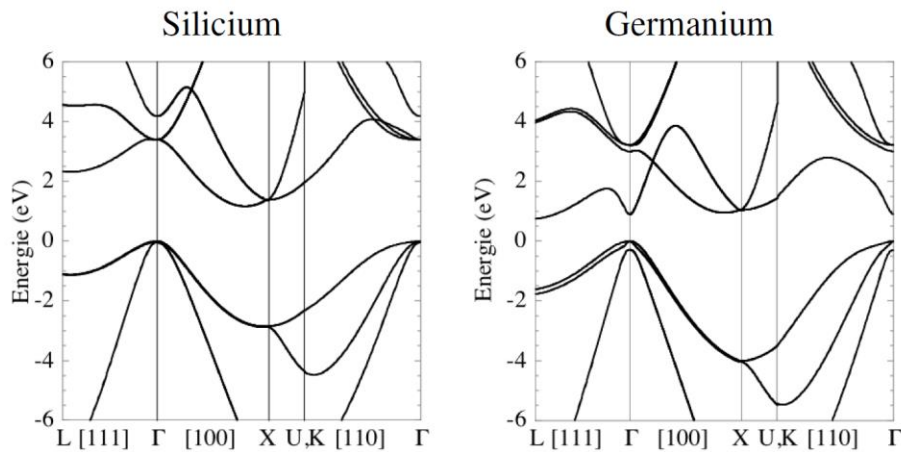 Silicium
Energie (eV)
6
4
2
0
-2
-4
-6
L [111] Γ [100] X U,K [110] Γ
Germanium
Energie (eV)
6
4
2
0
-2
-4
-6
L [111] Γ [100] X U,K [110] Γ